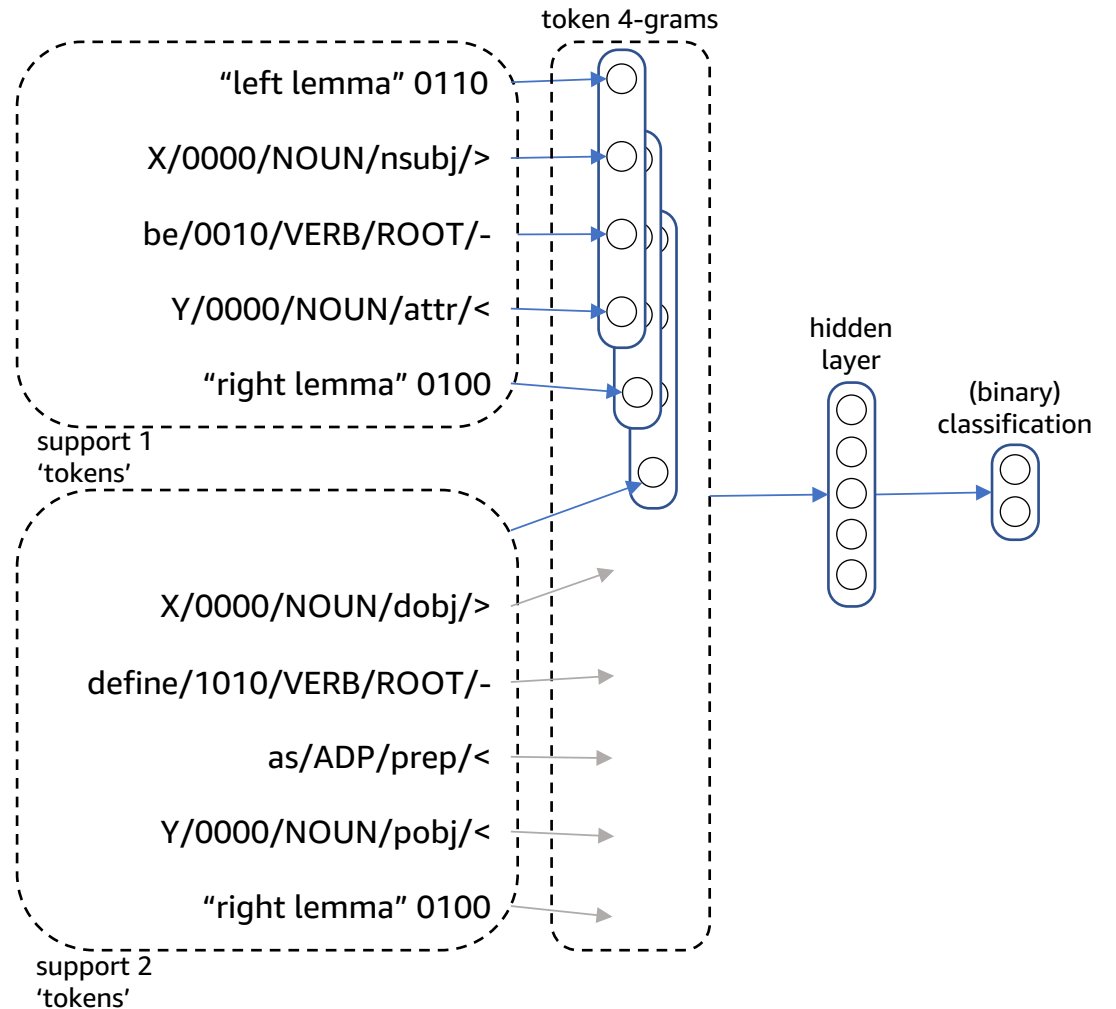 token 4-grams
“left lemma” 0110
X/0000/NOUN/nsubj/>
be/0010/VERB/ROOT/-
Y/0000/NOUN/attr/<
“right lemma” 0100
support 1
‘tokens’
hidden
layer
(binary)
classification
X/0000/NOUN/dobj/>
define/1010/VERB/ROOT/-
as/ADP/prep/<
Y/0000/NOUN/pobj/<
“right lemma” 0100
support 2
‘tokens’